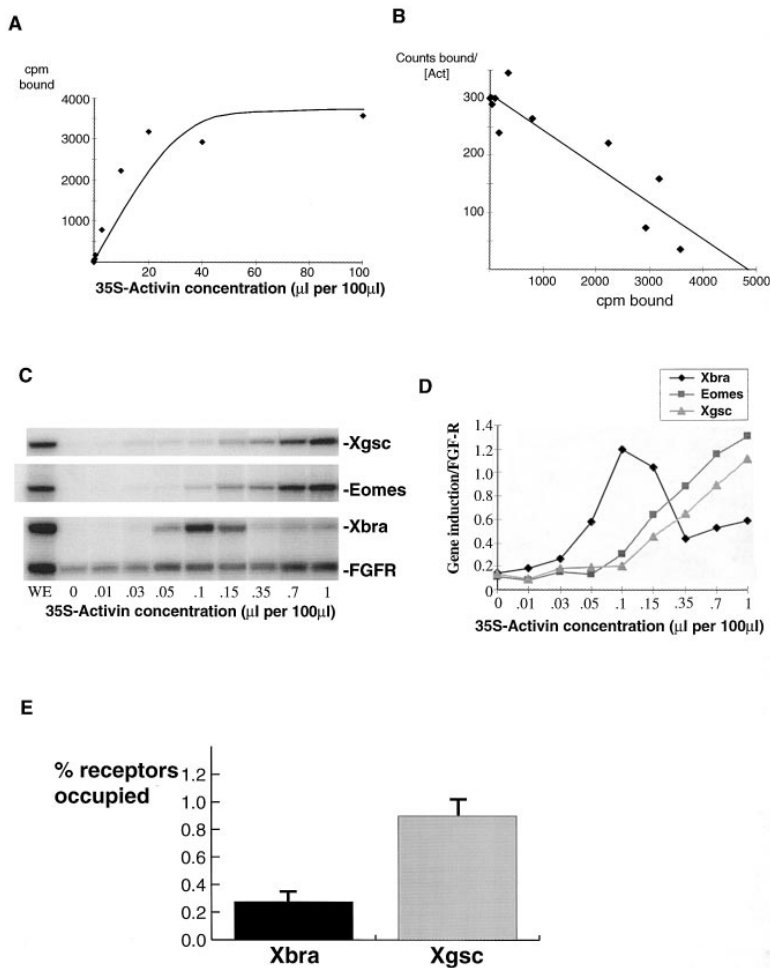 A
cpm
bound
4000
3000
2000
1000
20 40 60 80 100
35S-Activin concentration (µl per 100µl)
B
Counts bound/
[Act]
300
200
100
1000 2000 3000 4000 5000
cpm bound
C
-Xgsc
-Eomes
-Xbra
-FGFR
WE 0 .01 .03 .05 .1 .15 .35 .7 1
35S-Activin concentration (µl per 100µl)
D
Xbra
Eomes
Xgsc
Gene induction/FGF-R
1.4
1.2
1.0
0.8
0.6
0.4
0.2
0
0 .01 .03 .05 .1 .15 .35 .7 1
35S-Activin concentration (µl per 100µl)
E
% receptors
occupied
1.2
1.0
0.8
0.6
0.4
0.2
0.0
Xbra Xgsc